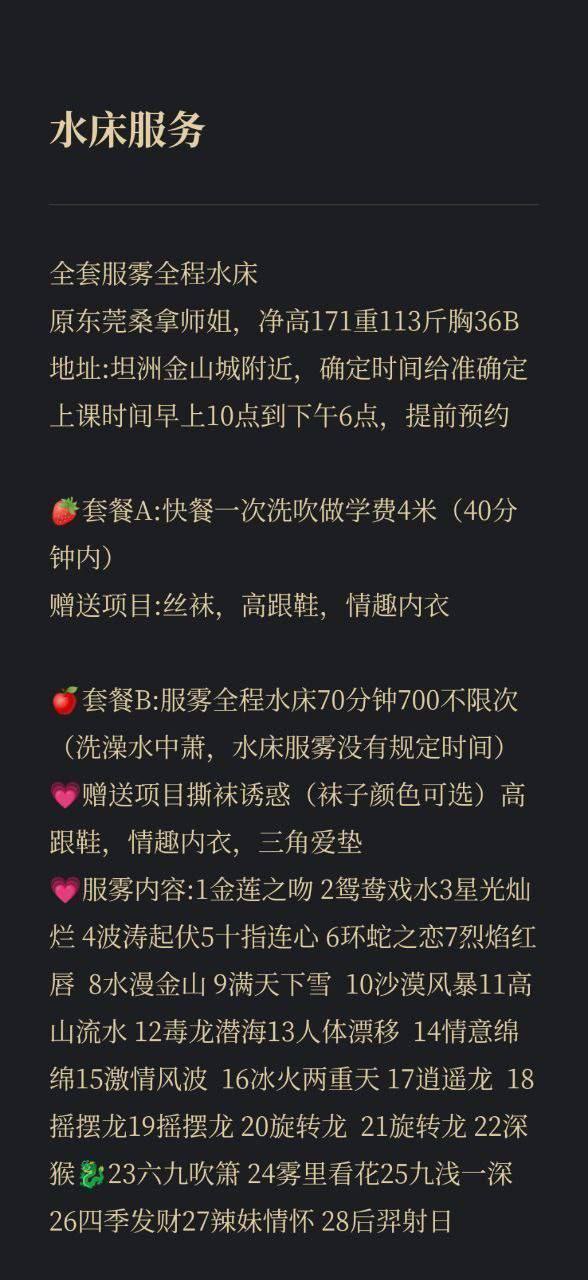 水床服务
全套服雾全程水床
原东莞桑拿师姐，净高171重113斤胸36B
地址:坦洲金山城附近，确定时间给准确定
上课时间早上10点到下午6点，提前预约
🍓套餐A:快餐一次洗吹做学费4米（40分
钟内）
赠送项目:丝袜，高跟鞋，情趣内衣
🍎套餐B:服雾全程水床70分钟700不限次
（洗澡水中萧，水床服雾没有规定时间）
💗赠送项目撕袜诱惑（袜子颜色可选）高
跟鞋，情趣内衣，三角爱垫
💗服雾内容:1金莲之吻 2鸳鸯戏水3星光灿
烂 4波涛起伏5十指连心 6环蛇之恋7烈焰红
唇 8水漫金山 9满天下雪 10沙漠风暴11高
山流水 12毒龙潜海13人体漂移 14情意绵
绵15激情风波 16冰火两重天 17逍遥龙 18
摇摆龙19摇摆龙 20旋转龙 21旋转龙 22深
猴🐉23六九吹箫 24雾里看花25九浅一深
26四季发财27辣妹情怀 28后羿射日